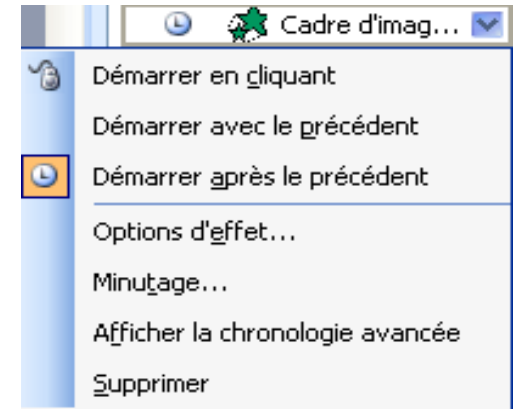 Cadre d'imag...
Démarrer en cliquant
Démarrer avec le précédent
Démarrer après le précédent
Options d'effet...
Minutage...
Afficher la chronologie avancée
Supprimer